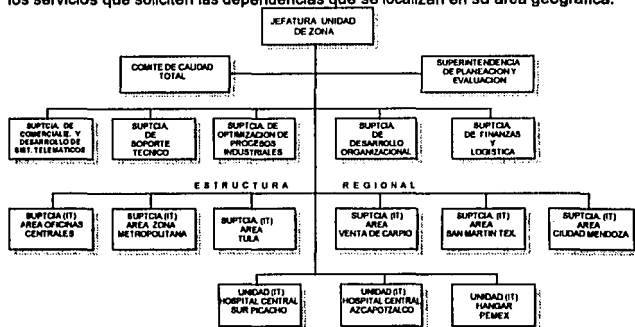 los servicios que soliciten las dependencias que se localizan en su área geográfica.
JEFATURA UNIDAD
DE ZONA
COMITE DE CALIDAD
TOTAL
SUPERINTENDENCIA
DE PLANEACION Y
EVALUACION
SUPTCIA. DE
COMERCIALIZ. Y
DESARROLLO DE
SIST. TELEMATICOS
SUPTCIA.
DE
SOPORTE
TECNICO
SUPTCIA. DE
OPTIMIZACION DE
PROCESOS
INDUSTRIALES
SUPTCIA.
DE
DESARROLLO
ORGANIZACIONAL
SUPTCIA.
DE FINANZAS
Y
LOGISTICA
ESTRUCTURA REGIONAL
SUPTCIA (IT)
AREA OFICINAS
CENTRALES
SUPTCIA (IT)
AREA ZONA
METROPOLITANA
SUPTCIA. (IT)
AREA
TULA
SUPTCIA. (IT)
AREA
VENTA DE CARPIO
SUPTCIA. (IT)
AREA
SAN MARTIN TEX.
SUPTCIA. (IT)
AREA
CIUDAD MENDOZA
UNIDAD (IT)
HOSPITAL CENTRAL
SUR PICACHO
UNIDAD (IT)
HOSPITAL CENTRAL
AZCAPOTZALCO
UNIDAD (IT)
HANGAR
PEMEX